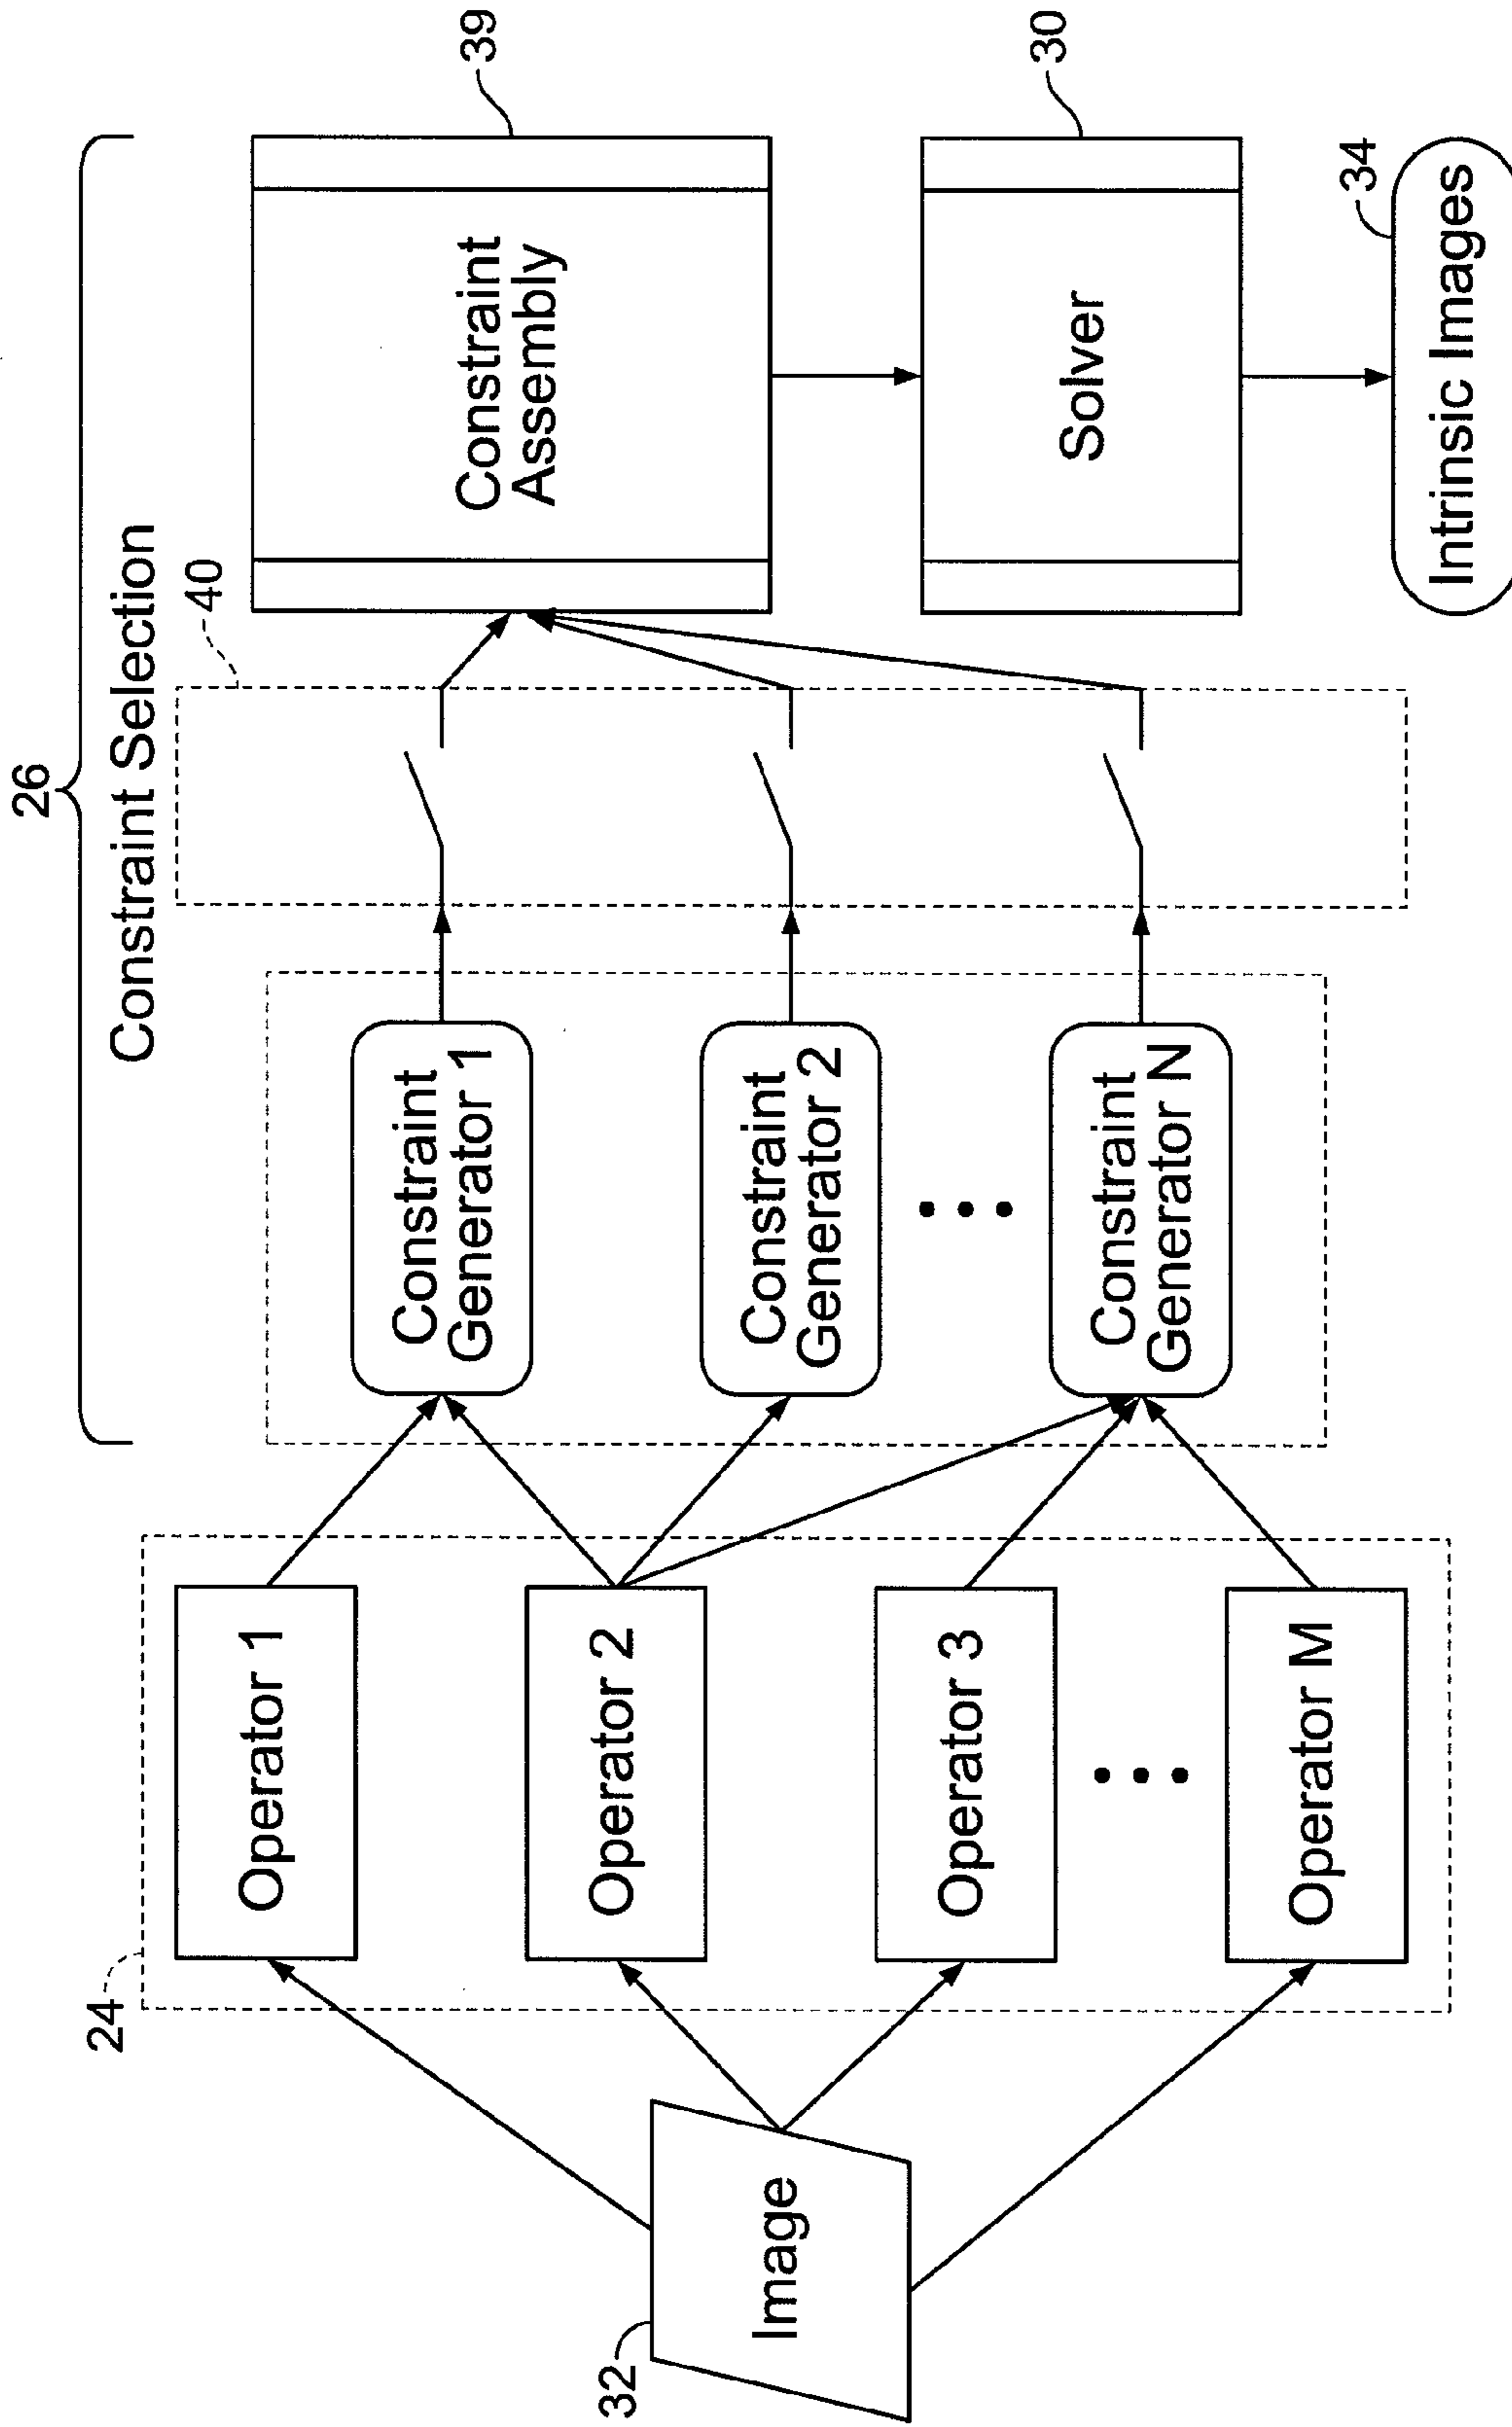 26
Constraint Selection
24
40
39
32
Image
Operator 1
Operator 2
Operator 3
Operator M
Constraint
Generator 1
Constraint
Generator 2
Constraint
Generator N
Constraint
Assembly
Solver
30
34
Intrinsic Images